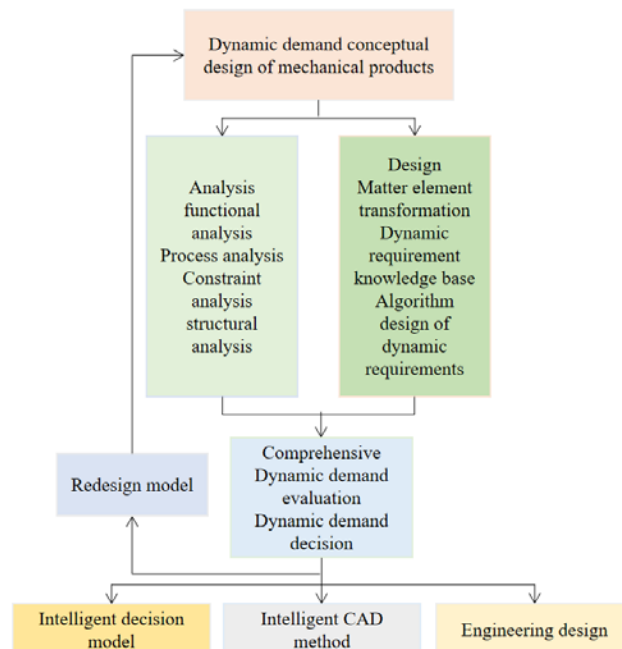 Dynamic demand conceptual
design of mechanical products
Analysis
functional
analysis
Process analysis
Constraint
analysis
structural
analysis
Design
Matter element
transformation
Dynamic
requirement
knowledge base
Algorithm
design of
dynamic
requirements
Comprehensive
Dynamic demand
evaluation
Dynamic demand
decision
Redesign model
Intelligent decision
model
Intelligent CAD
method
Engineering design